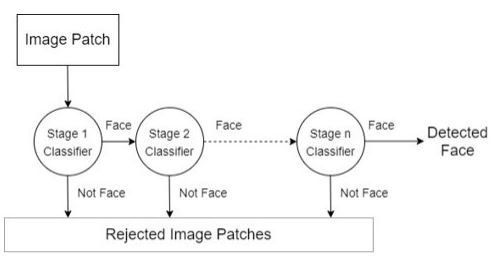 Image Patch
Face
Face
Face
Stage 1
Classifier
Stage 2
Classifier
Stage n
Classifier
Detected
Face
Not Face
Not Face
Not Face
Rejected Image Patches